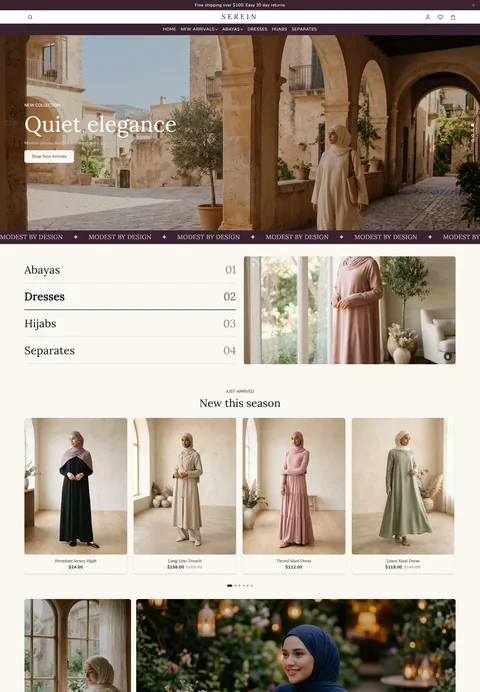 Free shipping over $100. Easy 30 day returns
SEREIN
HOME NEW ARRIVALS ABAYAS DRESSES HIJABS SEPARATES
NEW COLLECTION
Quiet elegance
Shop New Arrivals
MODEST BY DESIGN ✦ MODEST BY DESIGN ✦ MODEST BY DESIGN ✦ MODEST BY DESIGN ✦ MODEST BY DESIGN ✦ MODEST BY
Abayas 01
Dresses 02
Hijabs 03
Separates 04
JUST ARRIVED
New this season
Premium Jersey Hijab
$24.00
Long Line Trench
$158.00
Tiered Maxi Dress
$112.00
Linen Maxi Dress
$118.00